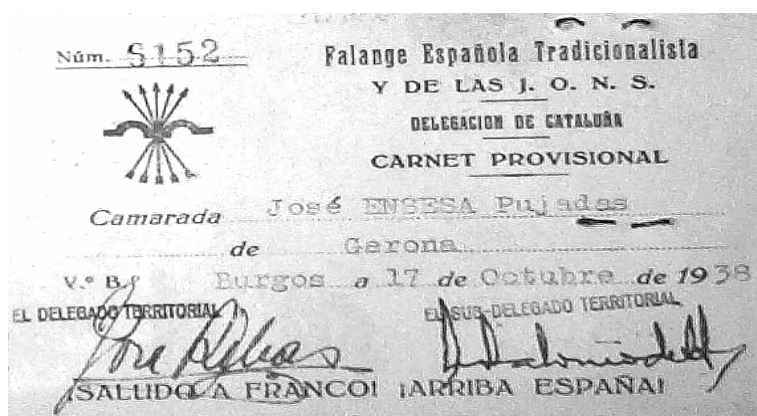 Núm. 8152
Falange Española Tradicionalista
Y DE LAS J. O. N. S.
DELEGACION DE CATALUÑA
CARNET PROVISIONAL
Camarada José ENSESA Pujadas
de Gerona
V.º B.º Burgos a 17 de Octubre de 1938
EL DELEGADO TERRITORIAL
EL SUB-DELEGADO TERRITORIAL
¡SALUDO A FRANCO! ¡ARRIBA ESPAÑA!